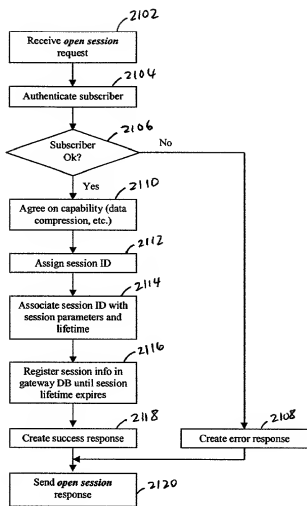 2102
Receive open session
request
2104
Authenticate subscriber
2106
Subscriber
Ok?
No
Yes
2110
Agree on capability (data
compression, etc.)
2112
Assign session ID
2114
Associate session ID with
session parameters and
lifetime
2116
Register session info in
gateway DB until session
lifetime expires
2118
Create success response
2108
Create error response
Send open session
response
2120